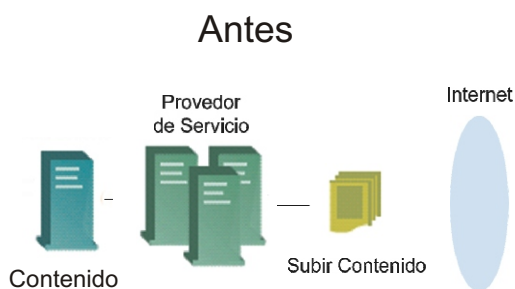 Antes
Provedor
de Servicio
Internet
Contenido
Subir Contenido